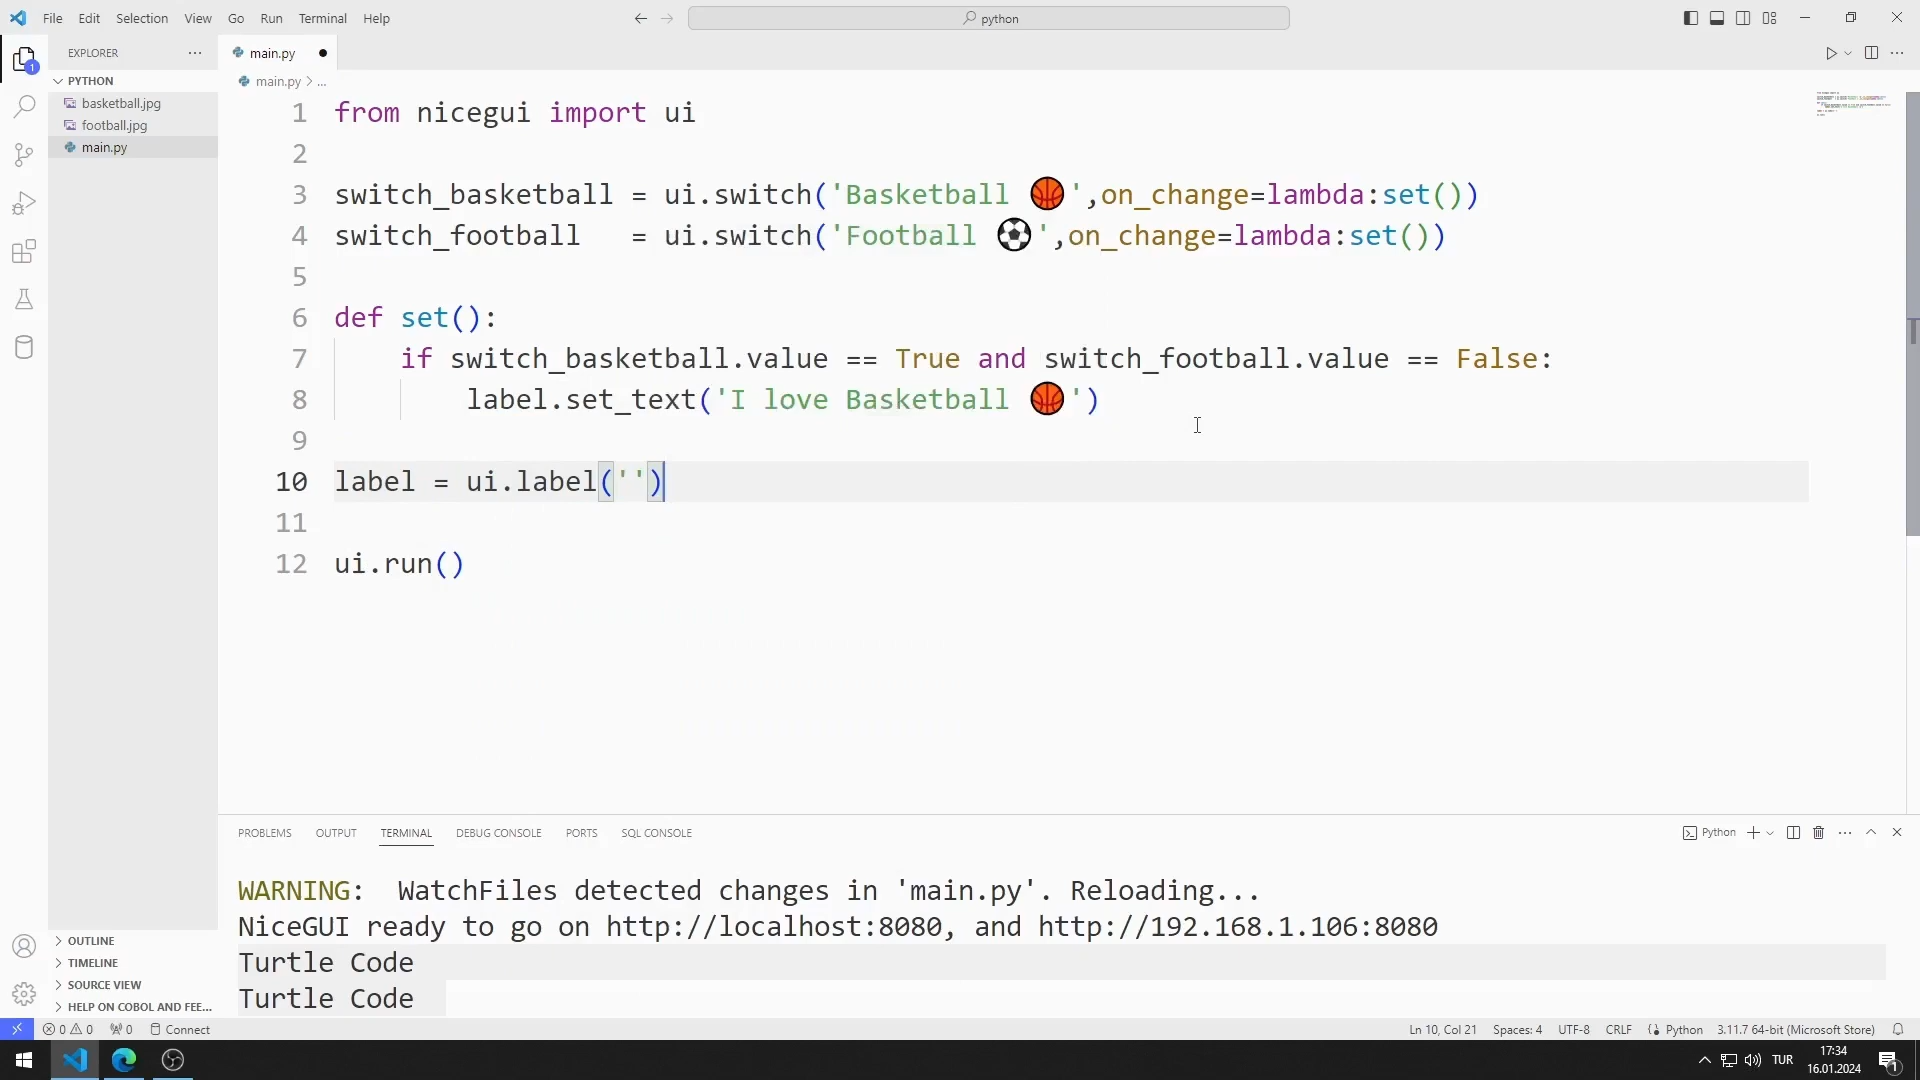 File Edit Selection View Go Run Terminal Help
python
EXPLORER
main.py
PYTHON
basketball.jpg
football.jpg
main.py
main.py > ...
1 from nicegui import ui
2
3 switch_basketball = ui.switch('Basketball 🏀',on_change=lambda:set())
4 switch_football   = ui.switch('Football ⚽',on_change=lambda:set())
5
6 def set():
7     if switch_basketball.value == True and switch_football.value == False:
8         label.set_text('I love Basketball 🏀')
9
10 label = ui.label('')
11
12 ui.run()
PROBLEMS OUTPUT TERMINAL DEBUG CONSOLE PORTS SQL CONSOLE
Python
WARNING:  WatchFiles detected changes in 'main.py'. Reloading...
NiceGUI ready to go on http://localhost:8080, and http://192.168.1.106:8080
Turtle Code
Turtle Code
OUTLINE
TIMELINE
SOURCE VIEW
HELP ON COBOL AND FEE...
1
0 0 0 Connect
Ln 10, Col 21 Spaces: 4 UTF-8 CRLF Python 3.11.7 64-bit (Microsoft Store)
TUR
17:34
16.01.2024
1